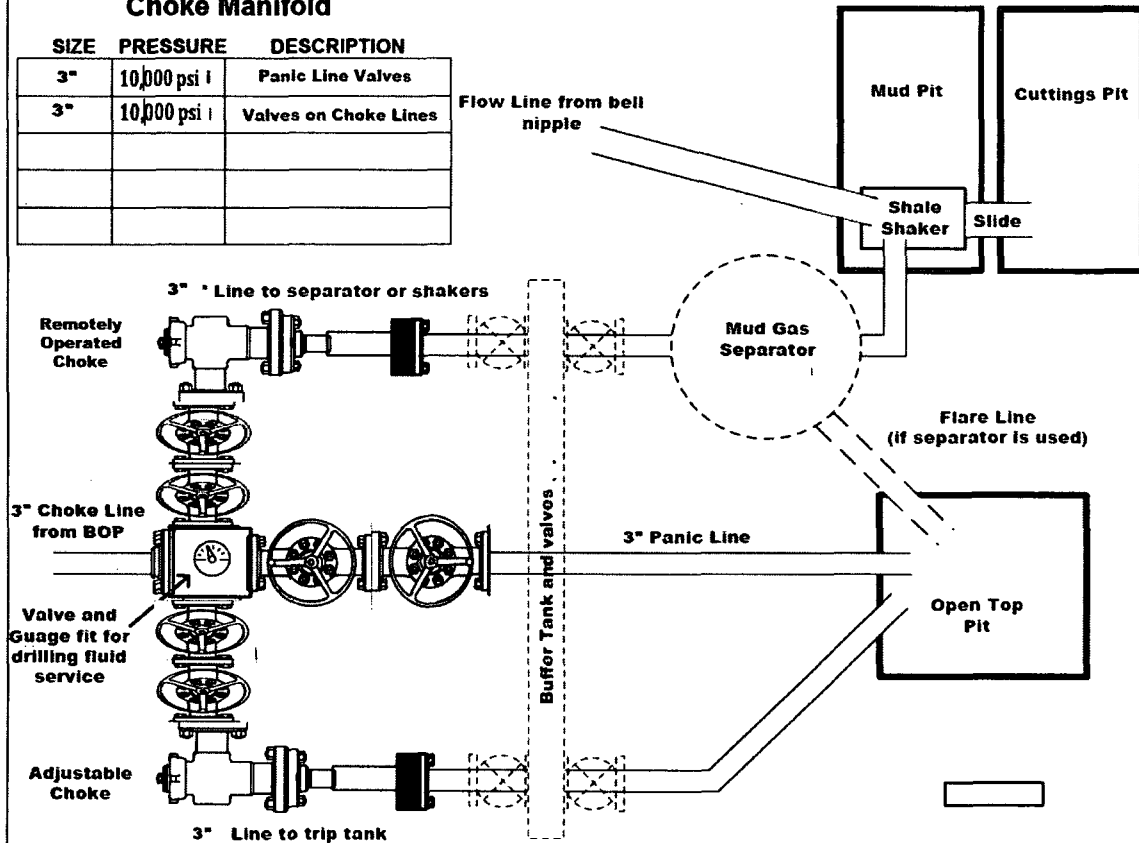 Choke Manifold
SIZE PRESSURE DESCRIPTION
3" 10,000 psi Panic Line Valves
3" 10,000 psi Valves on Choke Lines
Flow Line from bell
nipple
Mud Pit
Cuttings Pit
Shale
Shaker
Slide
3" Line to separator or shakers
Remotely
Operated
Choke
Mud Gas
Separator
Flare Line
(if separator is used)
3" Choke Line
from BOP
3" Panic Line
Buffer Tank and valves
Open Top
Pit
Valve and
Guage fit for
drilling fluid
service
Adjustable
Choke
3" Line to trip tank